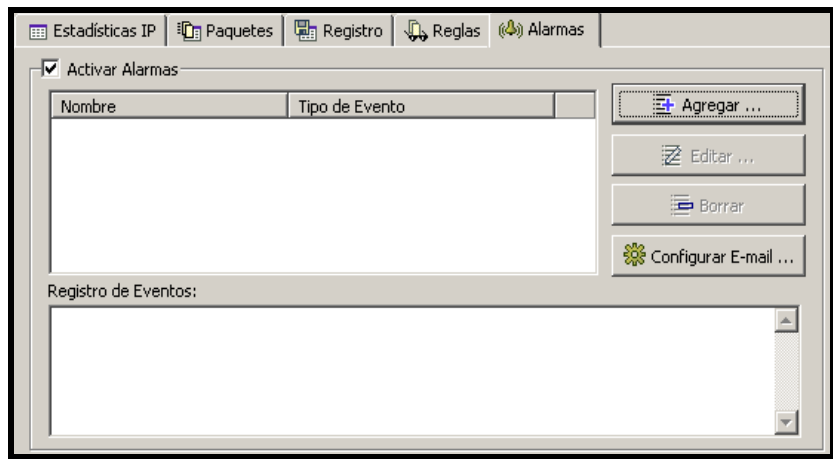 Estadísticas IP Paquetes Registro Reglas Alarmas
Activar Alarmas
Nombre Tipo de Evento
Agregar ...
Editar ...
Borrar
Configurar E-mail ...
Registro de Eventos: